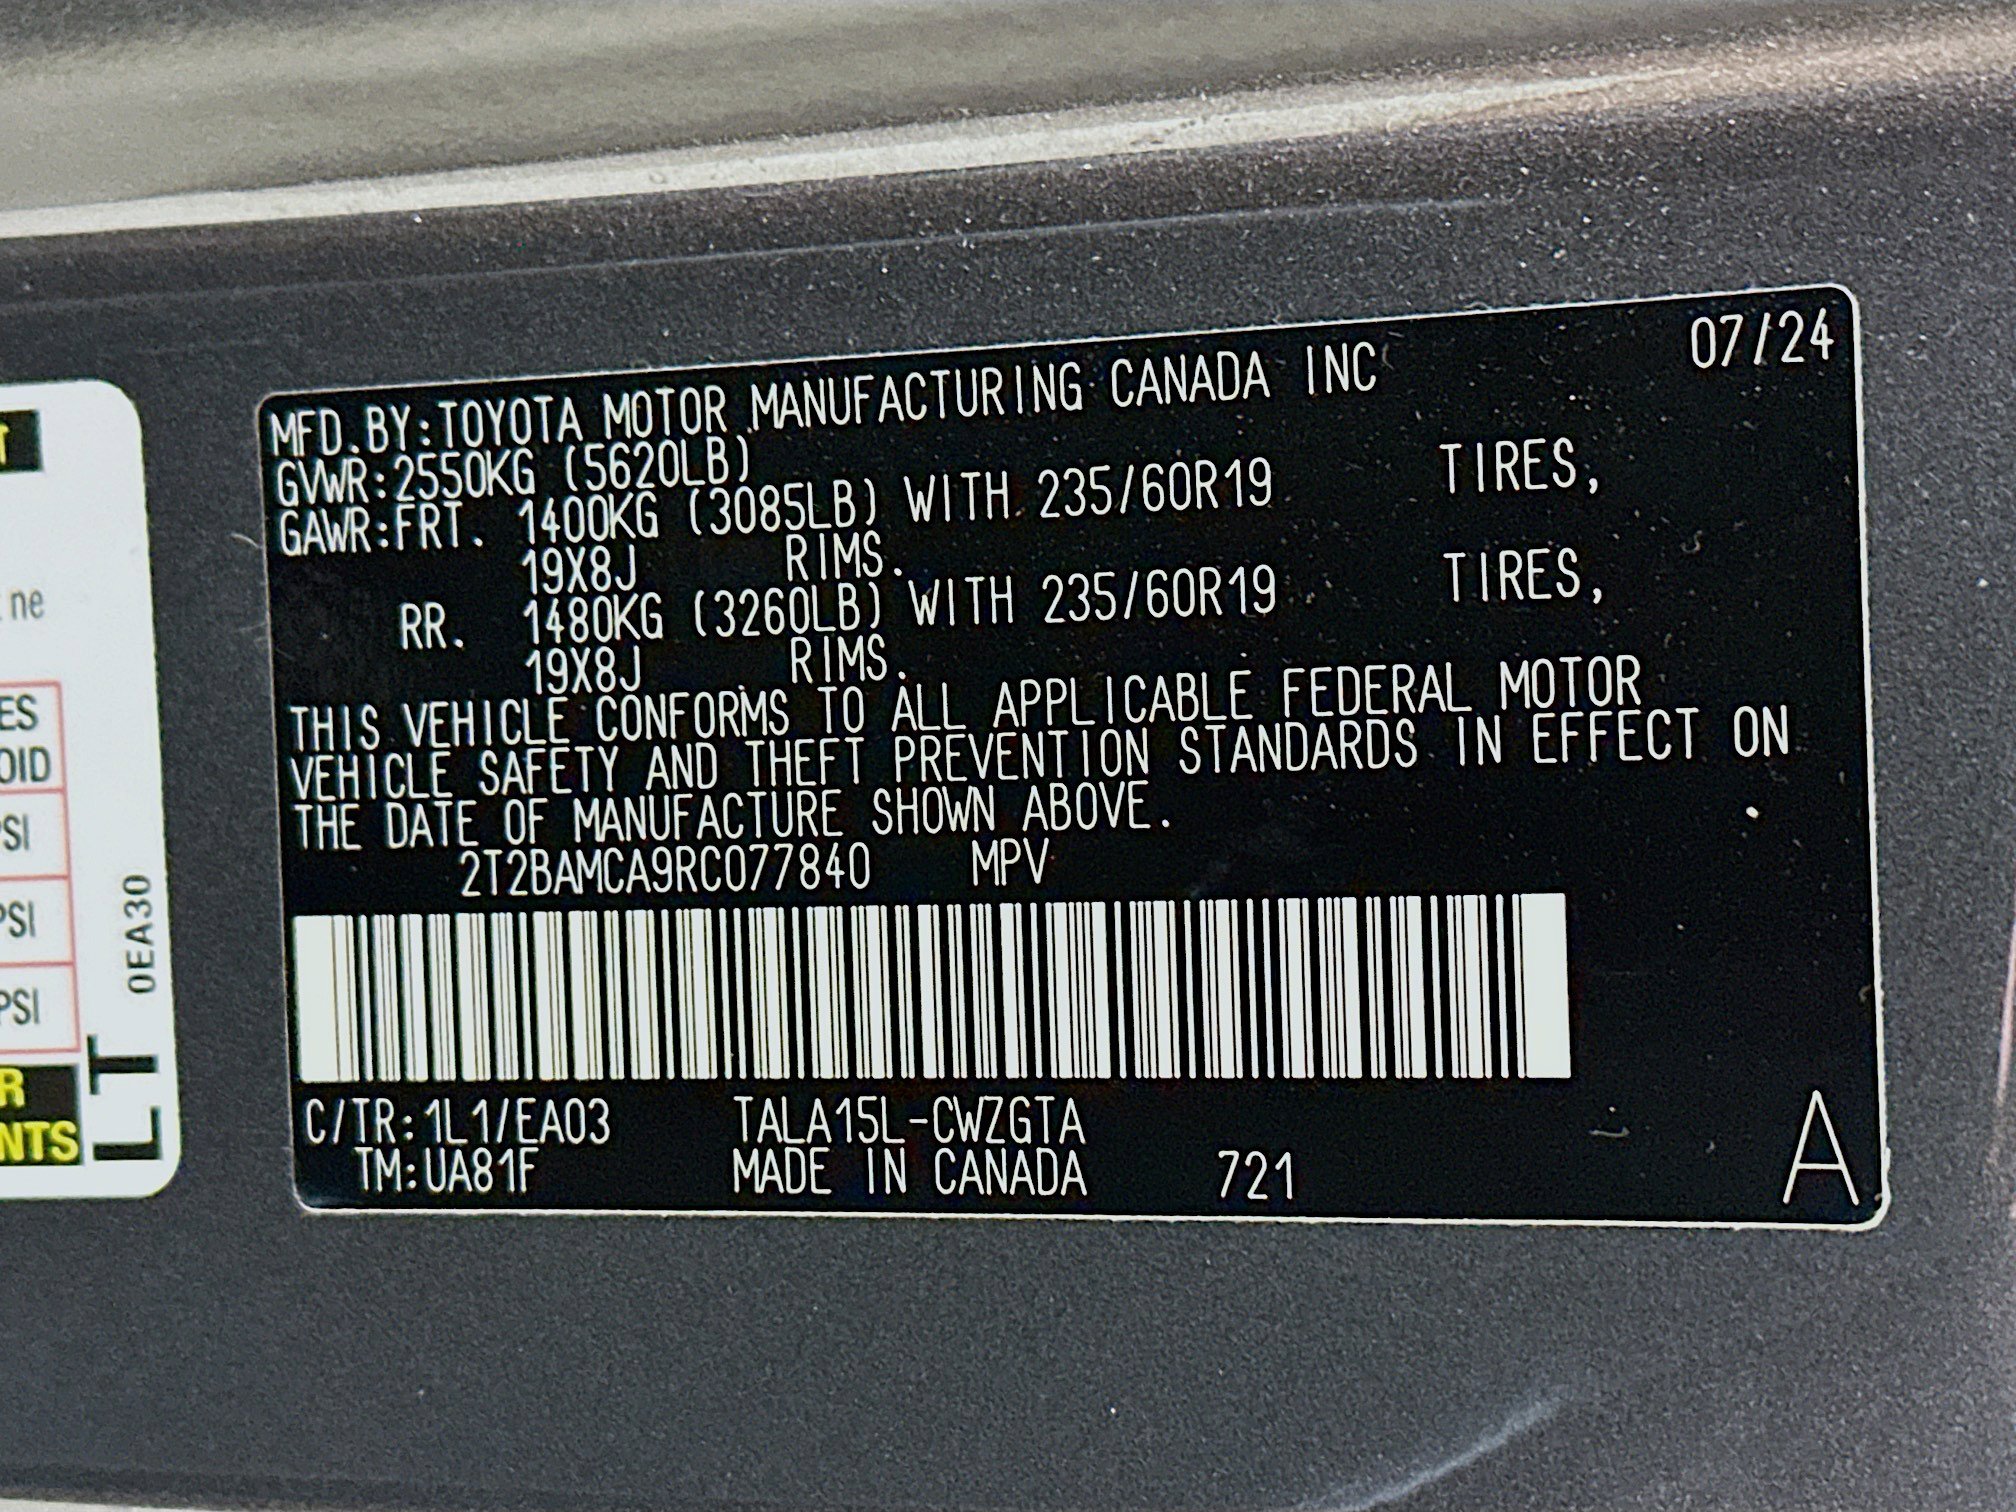 MFD.BY:TOYOTA MOTOR MANUFACTURING CANADA INC 07/24
GVWR:2550KG (5620LB)
GAWR:FRT. 1400KG (3085LB) WITH 235/60R19 TIRES,
19X8J RIMS.
RR. 1480KG (3260LB) WITH 235/60R19 TIRES,
19X8J RIMS.
THIS VEHICLE CONFORMS TO ALL APPLICABLE FEDERAL MOTOR
VEHICLE SAFETY AND THEFT PREVENTION STANDARDS IN EFFECT ON
THE DATE OF MANUFACTURE SHOWN ABOVE.
2T2BAMCA9RC077840 MPV
C/TR:1L1/EA03 TALA15L-CWZGTA
TM:UA81F MADE IN CANADA 721
A
ne
PSI
PSI
0EA30
LT